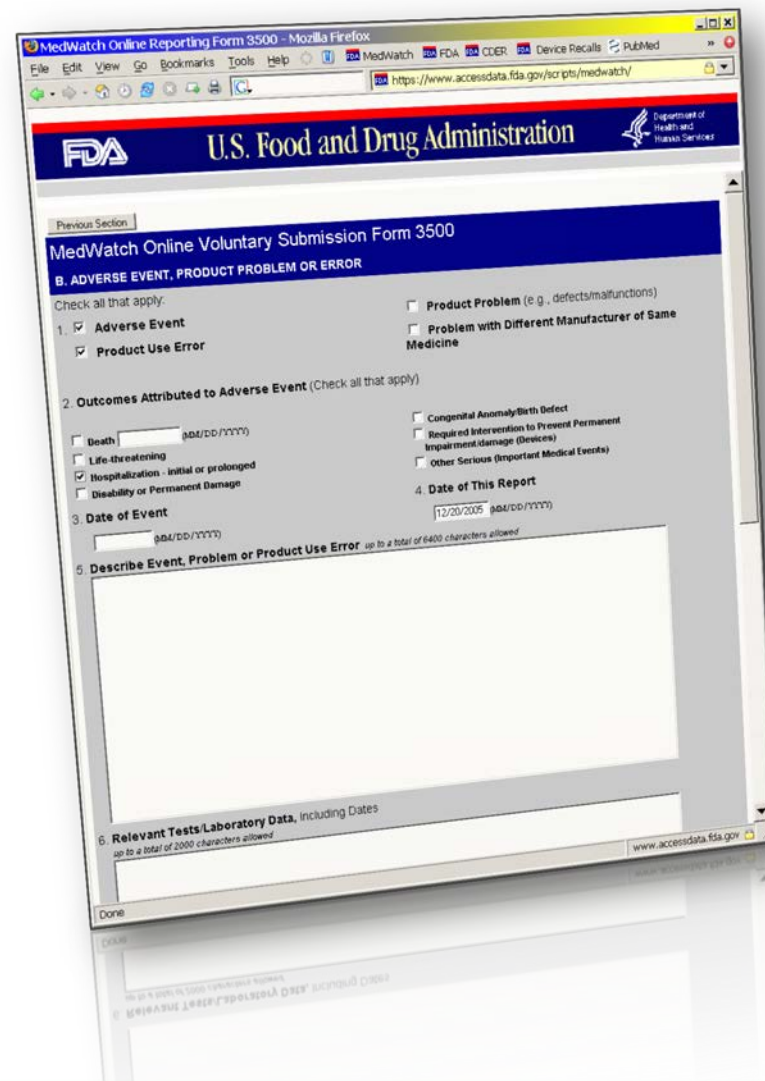 MedWatch Online Reporting Form 3500 - Mozilla Firefox
File Edit View Go Bookmarks Tools Help MedWatch FDA CDER Device Recalls PubMed »
https://www.accessdata.fda.gov/scripts/medwatch/
FDA U.S. Food and Drug Administration
Department of
Health and
Human Services
Previous Section
MedWatch Online Voluntary Submission Form 3500
B. ADVERSE EVENT, PRODUCT PROBLEM OR ERROR
Check all that apply:
1. Adverse Event
Product Use Error
Product Problem (e.g., defects/malfunctions)
Problem with Different Manufacturer of Same
Medicine
2. Outcomes Attributed to Adverse Event (Check all that apply)
Death (MM/DD/YYYY)
Life-threatening
Hospitalization - initial or prolonged
Disability or Permanent Damage
Congenital Anomaly/Birth Defect
Required Intervention to Prevent Permanent
Impairment/damage (Devices)
Other Serious (Important Medical Events)
3. Date of Event
(MM/DD/YYYY)
4. Date of This Report
12/20/2005 (MM/DD/YYYY)
5. Describe Event, Problem or Product Use Error up to a total of 6400 characters allowed
6. Relevant Tests/Laboratory Data, Including Dates
up to a total of 2000 characters allowed
Done
www.accessdata.fda.gov